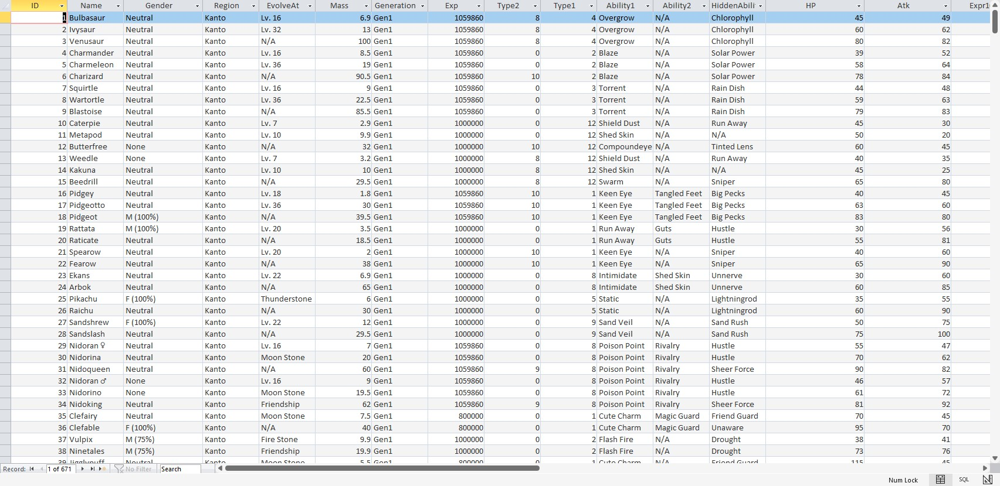 ID Name Gender Region EvolveAt Mass Generation Exp Type2 Type1 Ability1 Ability2 HiddenAbili HP Atk Expr10
1 Bulbasaur Neutral Kanto Lv. 16 6.9 Gen1 1059860 8 4 Overgrow N/A Chlorophyll 45 49
2 Ivysaur Neutral Kanto Lv. 32 13 Gen1 1059860 8 4 Overgrow N/A Chlorophyll 60 62
3 Venusaur Neutral Kanto N/A 100 Gen1 1059860 8 4 Overgrow N/A Chlorophyll 80 82
4 Charmander Neutral Kanto Lv. 16 8.5 Gen1 1059860 0 2 Blaze N/A Solar Power 39 52
5 Charmeleon Neutral Kanto Lv. 36 19 Gen1 1059860 0 2 Blaze N/A Solar Power 58 64
6 Charizard Neutral Kanto N/A 90.5 Gen1 1059860 10 2 Blaze N/A Solar Power 78 84
7 Squirtle Neutral Kanto Lv. 16 9 Gen1 1059860 0 3 Torrent N/A Rain Dish 44 48
8 Wartortle Neutral Kanto Lv. 36 22.5 Gen1 1059860 0 3 Torrent N/A Rain Dish 59 63
9 Blastoise Neutral Kanto N/A 85.5 Gen1 1059860 0 3 Torrent N/A Rain Dish 79 83
10 Caterpie Neutral Kanto Lv. 7 2.9 Gen1 1000000 0 12 Shield Dust N/A Run Away 45 30
11 Metapod Neutral Kanto Lv. 10 9.9 Gen1 1000000 0 12 Shed Skin N/A N/A 50 20
12 Butterfree None Kanto N/A 32 Gen1 1000000 10 12 Compoundeye N/A Tinted Lens 60 45
13 Weedle None Kanto Lv. 7 3.2 Gen1 1000000 8 12 Shield Dust N/A Run Away 40 35
14 Kakuna Neutral Kanto Lv. 10 10 Gen1 1000000 8 12 Shed Skin N/A N/A 45 25
15 Beedrill Neutral Kanto N/A 29.5 Gen1 1000000 8 12 Swarm N/A Sniper 65 80
16 Pidgey Neutral Kanto Lv. 18 1.8 Gen1 1059860 10 1 Keen Eye Tangled Feet Big Pecks 40 45
17 Pidgeotto Neutral Kanto Lv. 36 30 Gen1 1059860 10 1 Keen Eye Tangled Feet Big Pecks 63 60
18 Pidgeot M (100%) Kanto N/A 39.5 Gen1 1059860 10 1 Keen Eye Tangled Feet Big Pecks 83 80
19 Rattata M (100%) Kanto Lv. 20 3.5 Gen1 1000000 0 1 Run Away Guts Hustle 30 56
20 Raticate Neutral Kanto N/A 18.5 Gen1 1000000 0 1 Run Away Guts Hustle 55 81
21 Spearow Neutral Kanto Lv. 20 2 Gen1 1000000 10 1 Keen Eye N/A Sniper 40 60
22 Fearow Neutral Kanto N/A 38 Gen1 1000000 10 1 Keen Eye N/A Sniper 65 90
23 Ekans Neutral Kanto Lv. 22 6.9 Gen1 1000000 0 8 Intimidate Shed Skin Unnerve 30 60
24 Arbok Neutral Kanto N/A 65 Gen1 1000000 0 8 Intimidate Shed Skin Unnerve 60 85
25 Pikachu F (100%) Kanto Thunderstone 6 Gen1 1000000 0 5 Static N/A Lightningrod 35 55
26 Raichu Neutral Kanto N/A 30 Gen1 1000000 0 5 Static N/A Lightningrod 60 90
27 Sandshrew F (100%) Kanto Lv. 22 12 Gen1 1000000 0 9 Sand Veil N/A Sand Rush 50 75
28 Sandslash Neutral Kanto N/A 29.5 Gen1 1000000 0 9 Sand Veil N/A Sand Rush 75 100
29 Nidoran♀ Neutral Kanto Lv. 16 7 Gen1 1059860 0 8 Poison Point Rivalry Hustle 55 47
30 Nidorina Neutral Kanto Moon Stone 20 Gen1 1059860 0 8 Poison Point Rivalry Hustle 70 62
31 Nidoqueen Neutral Kanto N/A 60 Gen1 1059860 9 8 Poison Point Rivalry Sheer Force 90 82
32 Nidoran♂ None Kanto Lv. 16 9 Gen1 1059860 0 8 Poison Point Rivalry Hustle 46 57
33 Nidorino None Kanto Moon Stone 19.5 Gen1 1059860 0 8 Poison Point Rivalry Hustle 61 72
34 Nidoking Neutral Kanto Friendship 62 Gen1 1059860 9 8 Poison Point Rivalry Sheer Force 81 92
35 Clefairy Neutral Kanto Moon Stone 7.5 Gen1 800000 0 1 Cute Charm Magic Guard Friend Guard 70 45
36 Clefable F (100%) Kanto N/A 40 Gen1 800000 0 1 Cute Charm Magic Guard Unaware 95 70
37 Vulpix M (75%) Kanto Fire Stone 9.9 Gen1 1000000 0 2 Flash Fire N/A Drought 38 41
38 Ninetales M (75%) Kanto Friendship 19.9 Gen1 1000000 0 2 Flash Fire N/A Drought 73 76
39 Jigglypuff Neutral Kanto Moon Stone 5.5 Gen1 800000 0 1 Cute Charm N/A Friend Guard 115 45
Record: 1 of 671 No Filter Search
Num Lock SQL